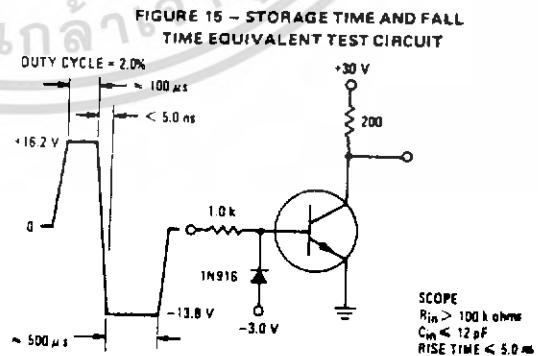 FIGURE 15 – STORAGE TIME AND FALL
TIME EQUIVALENT TEST CIRCUIT
DUTY CYCLE = 2.0%
≈ 100 µs
< 5.0 ns
+16.2 V
0
-13.8 V
≈ 500 µs
1.0 k
1N916
-3.0 V
+30 V
200
SCOPE
Rin > 100 k ohms
Cin ≤ 12 pF
RISE TIME ≤ 5.0 ns